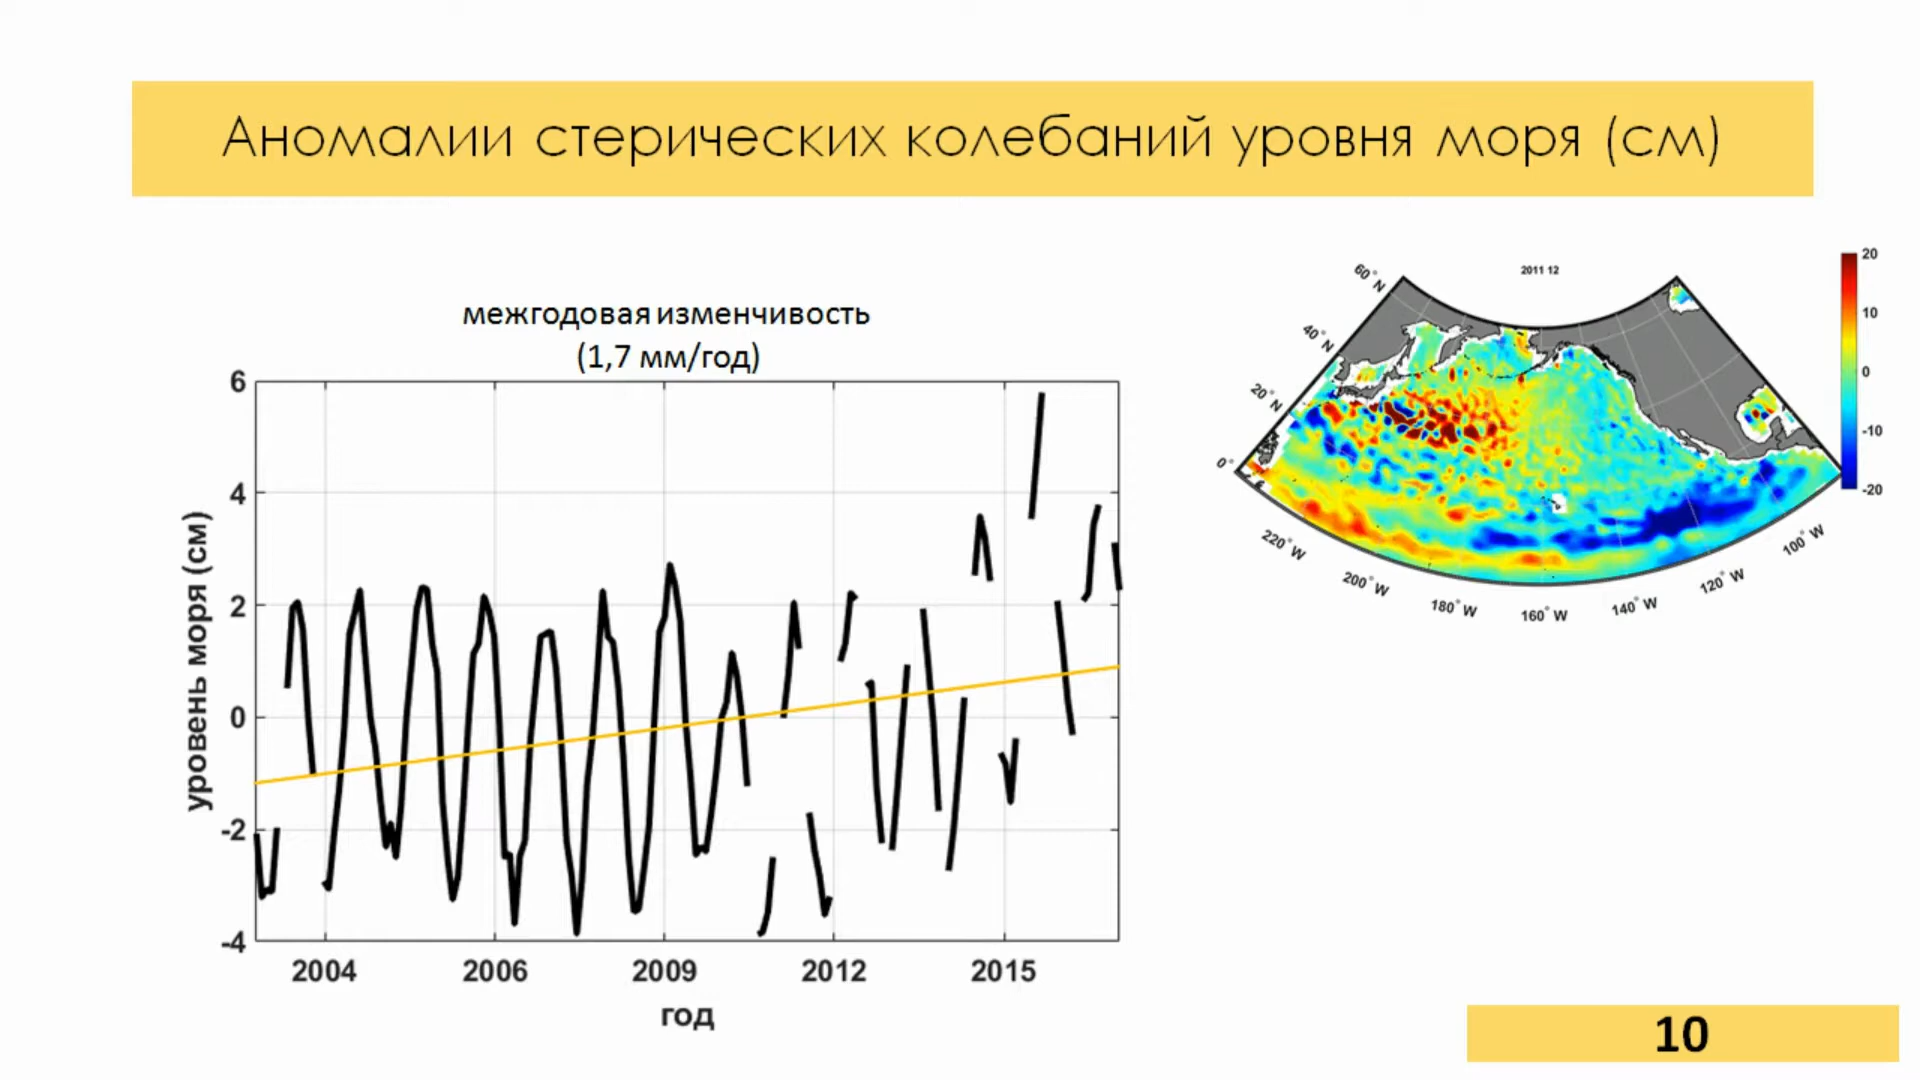 Аномалии стерических колебаний уровня моря (см)
межгодовая изменчивость
(1,7 мм/год)
6
4
2
0
-2
-4
уровень моря (см)
2004
2006
2009
2012
2015
год
2011 12
60° N
40° N
20° N
0°
220° W
200° W
180° W
160° W
140° W
120° W
100° W
20
10
0
-10
-20
10